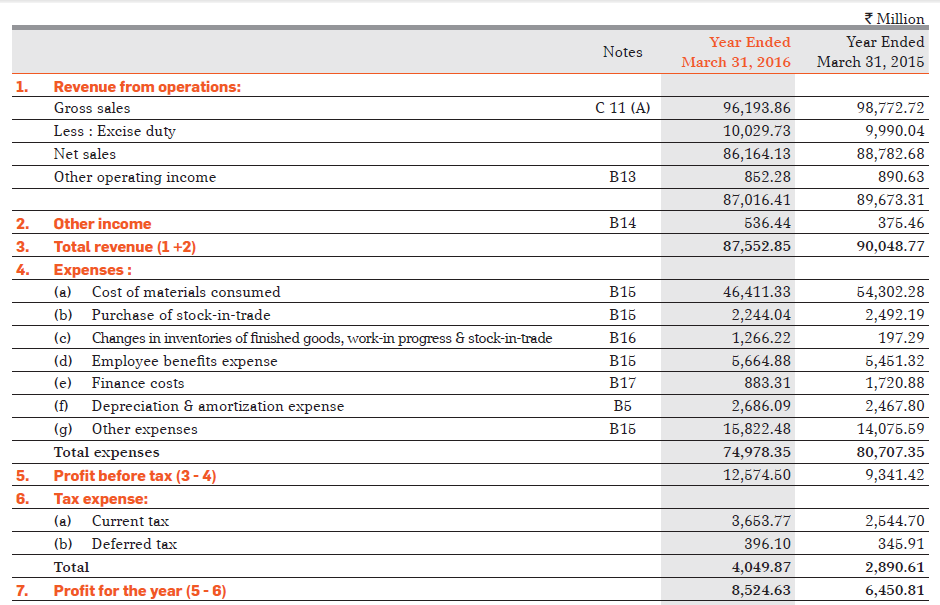 ₹ Million
Notes Year Ended March 31, 2016 Year Ended March 31, 2015
1. Revenue from operations:
Gross sales C 11 (A) 96,193.86 98,772.72
Less : Excise duty 10,029.73 9,990.04
Net sales 86,164.13 88,782.68
Other operating income B13 852.28 890.63
87,016.41 89,673.31
2. Other income B14 536.44 375.46
3. Total revenue (1 +2) 87,552.85 90,048.77
4. Expenses :
(a) Cost of materials consumed B15 46,411.33 54,302.28
(b) Purchase of stock-in-trade B15 2,244.04 2,492.19
(c) Changes in inventories of finished goods, work-in progress & stock-in-trade B16 1,266.22 197.29
(d) Employee benefits expense B15 5,664.88 5,451.32
(e) Finance costs B17 883.31 1,720.88
(f) Depreciation & amortization expense B5 2,686.09 2,467.80
(g) Other expenses B15 15,822.48 14,075.59
Total expenses 74,978.35 80,707.35
5. Profit before tax (3 - 4) 12,574.50 9,341.42
6. Tax expense:
(a) Current tax 3,653.77 2,544.70
(b) Deferred tax 396.10 345.91
Total 4,049.87 2,890.61
7. Profit for the year (5 - 6) 8,524.63 6,450.81